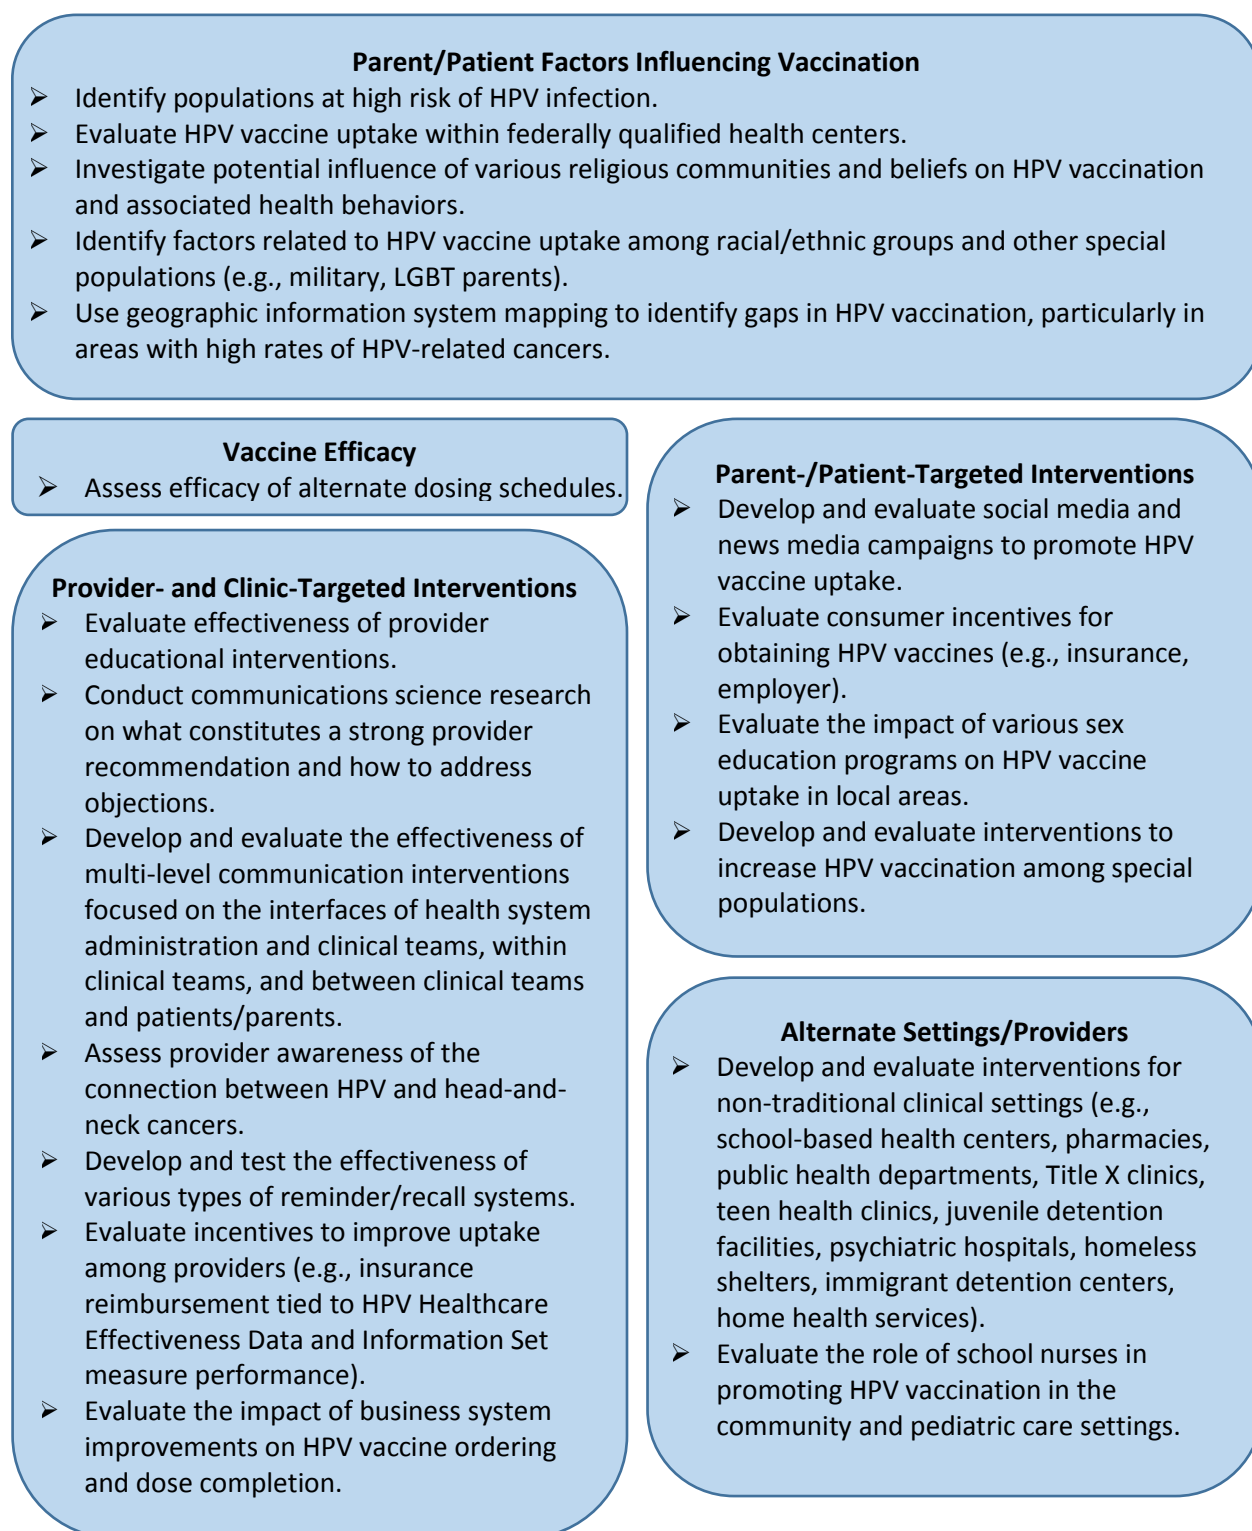 Parent/Patient Factors Influencing Vaccination
➢ Identify populations at high risk of HPV infection.
➢ Evaluate HPV vaccine uptake within federally qualified health centers.
➢ Investigate potential influence of various religious communities and beliefs on HPV vaccination
and associated health behaviors.
➢ Identify factors related to HPV vaccine uptake among racial/ethnic groups and other special
populations (e.g., military, LGBT parents).
➢ Use geographic information system mapping to identify gaps in HPV vaccination, particularly in
areas with high rates of HPV-related cancers.
Vaccine Efficacy
➢ Assess efficacy of alternate dosing schedules.
Provider- and Clinic-Targeted Interventions
➢ Evaluate effectiveness of provider
educational interventions.
➢ Conduct communications science research
on what constitutes a strong provider
recommendation and how to address
objections.
➢ Develop and evaluate the effectiveness of
multi-level communication interventions
focused on the interfaces of health system
administration and clinical teams, within
clinical teams, and between clinical teams
and patients/parents.
➢ Assess provider awareness of the
connection between HPV and head-and-
neck cancers.
➢ Develop and test the effectiveness of
various types of reminder/recall systems.
➢ Evaluate incentives to improve uptake
among providers (e.g., insurance
reimbursement tied to HPV Healthcare
Effectiveness Data and Information Set
measure performance).
➢ Evaluate the impact of business system
improvements on HPV vaccine ordering
and dose completion.
Parent-/Patient-Targeted Interventions
➢ Develop and evaluate social media and
news media campaigns to promote HPV
vaccine uptake.
➢ Evaluate consumer incentives for
obtaining HPV vaccines (e.g., insurance,
employer).
➢ Evaluate the impact of various sex
education programs on HPV vaccine
uptake in local areas.
➢ Develop and evaluate interventions to
increase HPV vaccination among special
populations.
Alternate Settings/Providers
➢ Develop and evaluate interventions for
non-traditional clinical settings (e.g.,
school-based health centers, pharmacies,
public health departments, Title X clinics,
teen health clinics, juvenile detention
facilities, psychiatric hospitals, homeless
shelters, immigrant detention centers,
home health services).
➢ Evaluate the role of school nurses in
promoting HPV vaccination in the
community and pediatric care settings.